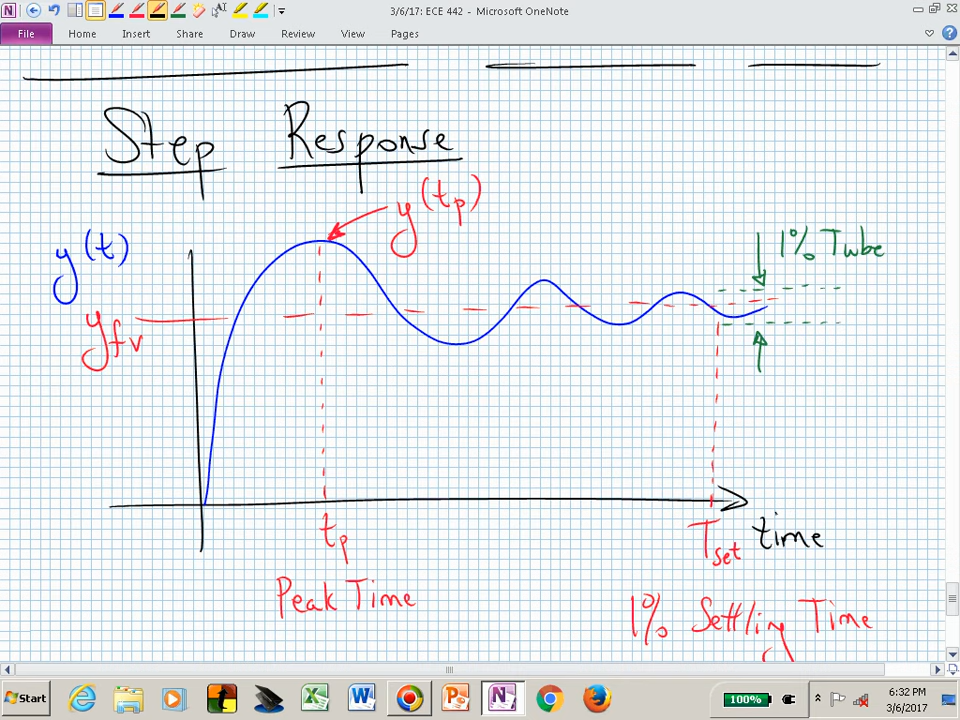 3/6/17: ECE 442 - Microsoft OneNote
File Home Insert Share Draw Review View Pages
Step Response
y(tp)
y(t)
1% Twbe
yfv
tp
Tset
time
Peak Time
1% Settling Time
Start
100%
6:32 PM
3/6/2017